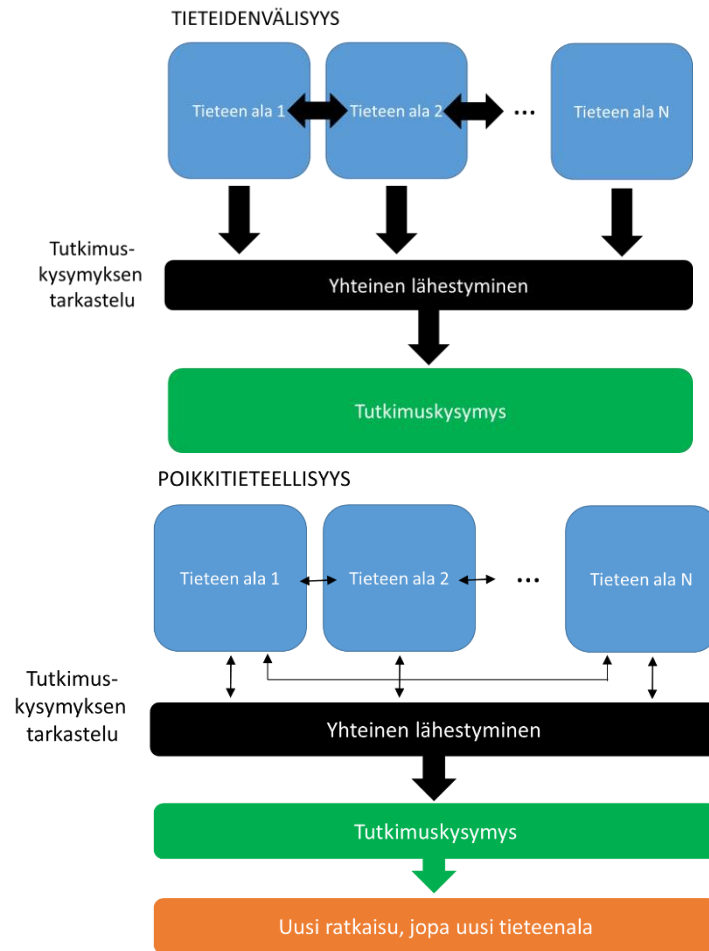 TIETEIDENVÄLISYYS
Tieteen ala 1
Tieteen ala 2
...
Tieteen ala N
Tutkimus-
kysymyksen
tarkastelu
Yhteinen lähestyminen
Tutkimuskysymys
POIKKITIETEELLISYYS
Tieteen ala 1
Tieteen ala 2
...
Tieteen ala N
Tutkimus-
kysymyksen
tarkastelu
Yhteinen lähestyminen
Tutkimuskysymys
Uusi ratkaisu, jopa uusi tieteenala